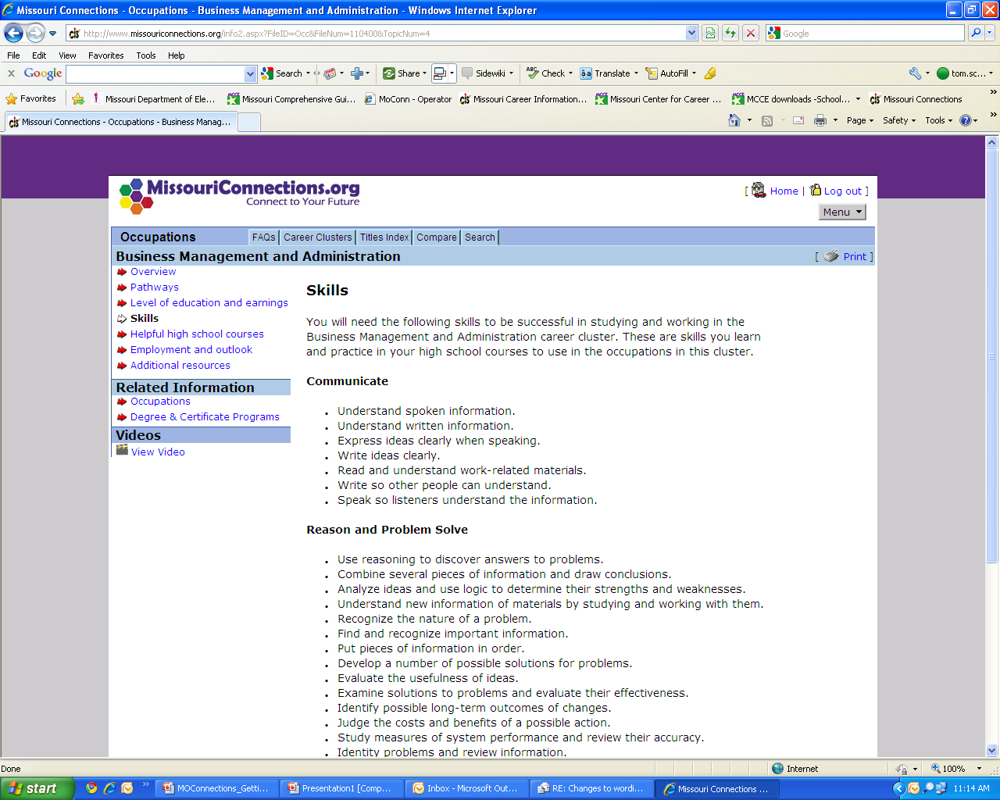 Missouri Connections - Occupations - Business Management and Administration - Windows Internet Explorer
http://www.missouriconnections.org/info2.aspx?FileID=Occ&FileNum=110400&TopicNum=4
Google
File Edit View Favorites Tools Help
x Google Search Share Sidewiki ABC Check Translate AutoFill tom.sc...
Favorites Missouri Department of Ele... Missouri Comprehensive Gui... MoConn - Operator Missouri Career Information... Missouri Center for Career ... MCCE downloads -School... Missouri Connections
Missouri Connections - Occupations - Business Manag... Page Safety Tools
MissouriConnections.org
Connect to Your Future
[ Home | Log out ]
Menu
Occupations FAQs Career Clusters Titles Index Compare Search
Business Management and Administration [ Print ]
Overview
Pathways
Level of education and earnings
Skills
Helpful high school courses
Employment and outlook
Additional resources
Related Information
Occupations
Degree & Certificate Programs
Videos
View Video
Skills
You will need the following skills to be successful in studying and working in the
Business Management and Administration career cluster. These are skills you learn
and practice in your high school courses to use in the occupations in this cluster.
Communicate
• Understand spoken information.
• Understand written information.
• Express ideas clearly when speaking.
• Write ideas clearly.
• Read and understand work-related materials.
• Write so other people can understand.
• Speak so listeners understand the information.
Reason and Problem Solve
• Use reasoning to discover answers to problems.
• Combine several pieces of information and draw conclusions.
• Analyze ideas and use logic to determine their strengths and weaknesses.
• Understand new information of materials by studying and working with them.
• Recognize the nature of a problem.
• Find and recognize important information.
• Put pieces of information in order.
• Develop a number of possible solutions for problems.
• Evaluate the usefulness of ideas.
• Examine solutions to problems and evaluate their effectiveness.
• Identify possible long-term outcomes of changes.
• Judge the costs and benefits of a possible action.
• Study measures of system performance and review their accuracy.
• Identity problems and review information.
Done Internet 100%
start MOConnections_Getti... Presentation1 [Comp... Inbox - Microsoft Out... RE: Changes to wordi... Missouri Connections ... 11:14 AM